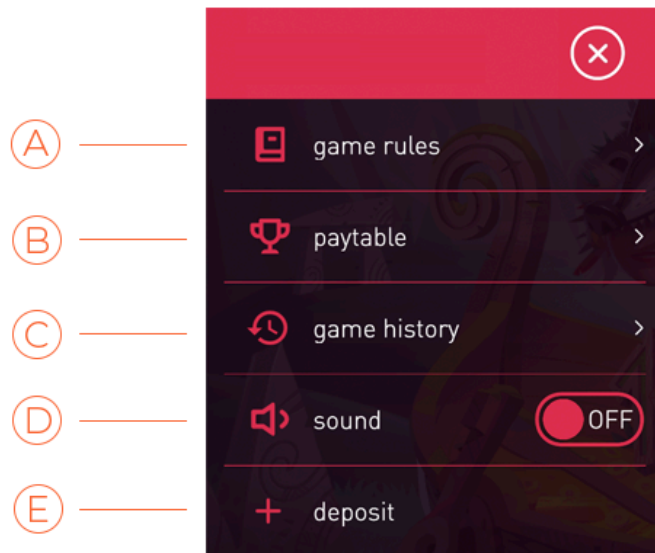 A game rules
B paytable
C game history
D sound OFF
E deposit